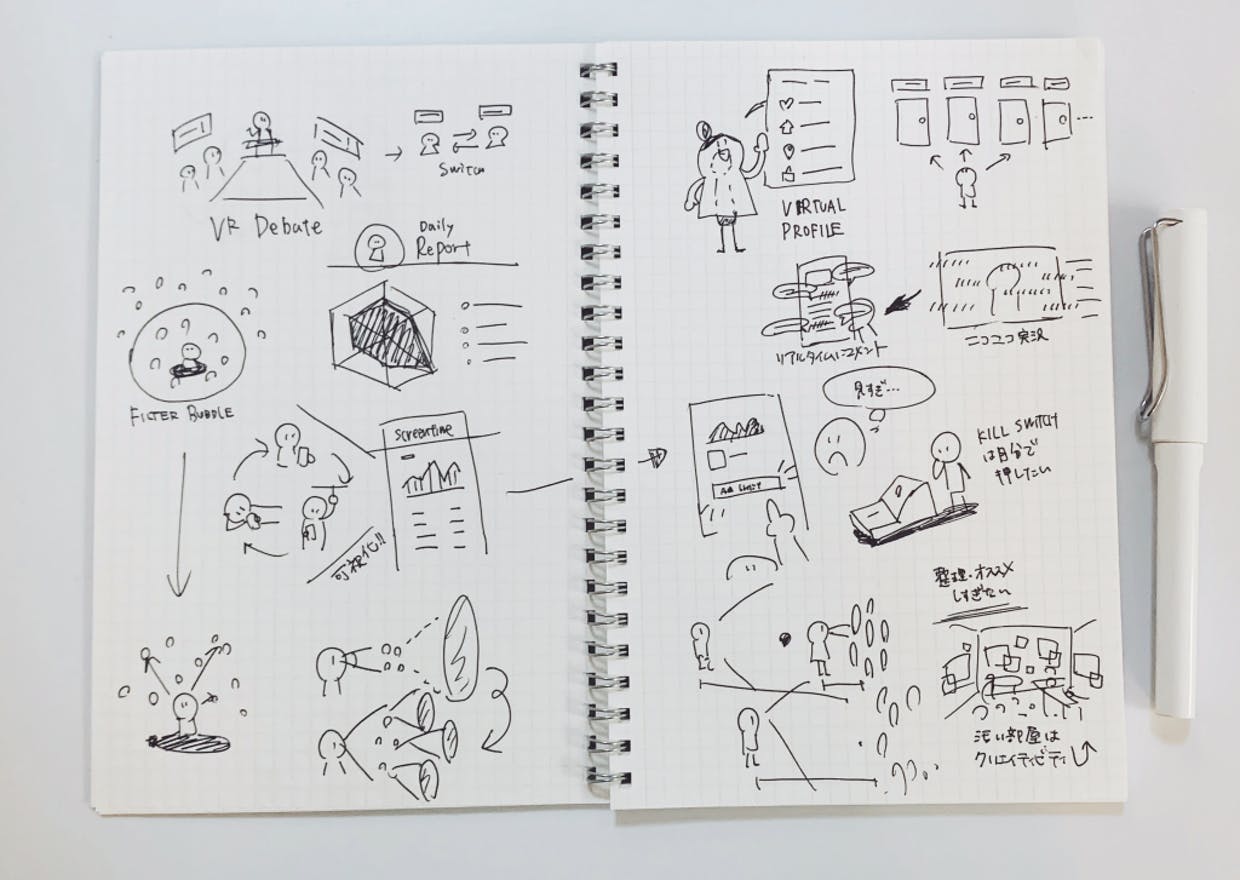 Switch
VR Debate
Daily
Report
FILTER BUBBLE
Screentime
可視化!!
VIRTUAL
PROFILE
リアルタイムにコメント
ニコニコ実況
見すぎ...
KILL SWITCH
は自分で
押したい
整理・オススメ
しすぎない
汚い部屋は
クリエイティビティ